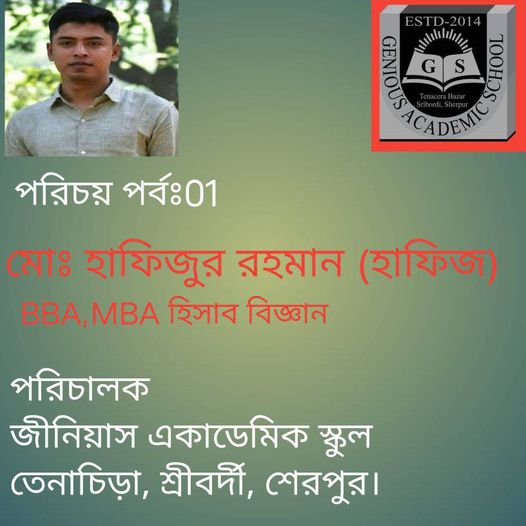 ESTD-2014
GENIOUS ACADEMIC SCHOOL
G S
Tenacera Bazar
Sribordi, Sherpur
পরিচয় পর্বঃ01
মোঃ হাফিজুর রহমান (হাফিজ)
BBA,MBA হিসাব বিজ্ঞান
পরিচালক
জীনিয়াস একাডেমিক স্কুল
তেনাচিড়া, শ্রীবর্দী, শেরপুর।